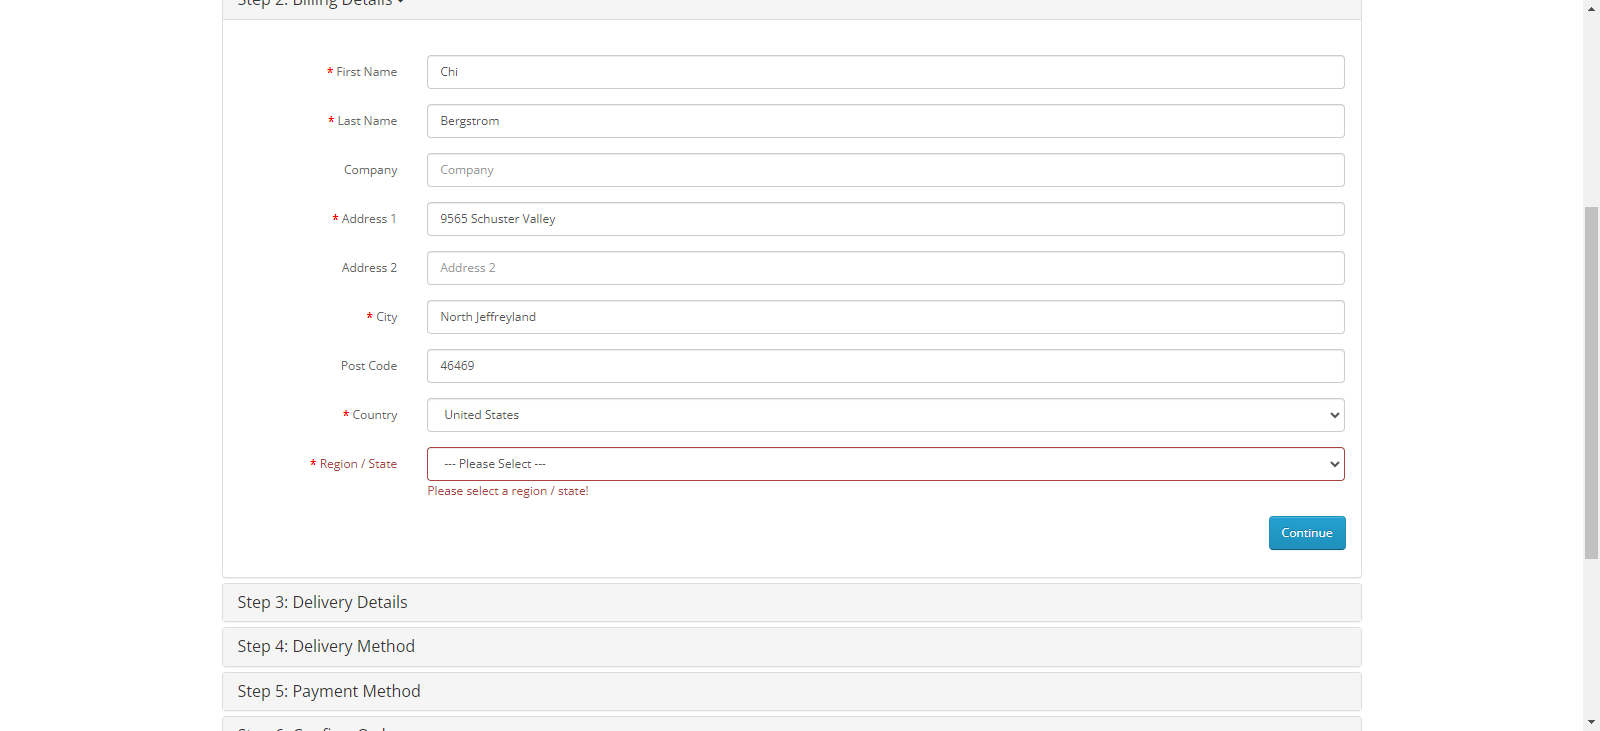 Step 2: Billing Details
* First Name
Chi
* Last Name
Bergstrom
Company
Company
* Address 1
9565 Schuster Valley
Address 2
Address 2
* City
North Jeffreyland
Post Code
46469
* Country
United States
* Region / State
--- Please Select ---
Please select a region / state!
Continue
Step 3: Delivery Details
Step 4: Delivery Method
Step 5: Payment Method